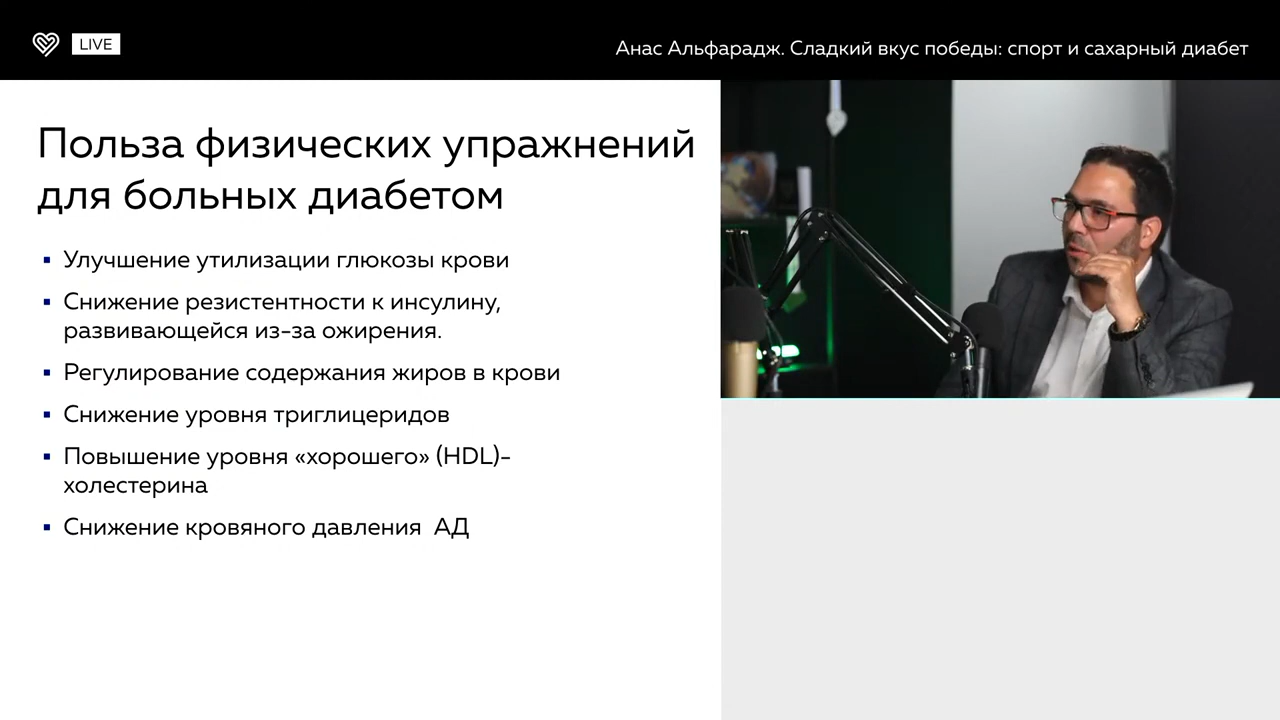 LIVE
Анас Альфарадж. Сладкий вкус победы: спорт и сахарный диабет
Польза физических упражнений
для больных диабетом
▪ Улучшение утилизации глюкозы крови
▪ Снижение резистентности к инсулину,
развивающейся из-за ожирения.
▪ Регулирование содержания жиров в крови
▪ Снижение уровня триглицеридов
▪ Повышение уровня «хорошего» (HDL)-
холестерина
▪ Снижение кровяного давления АД